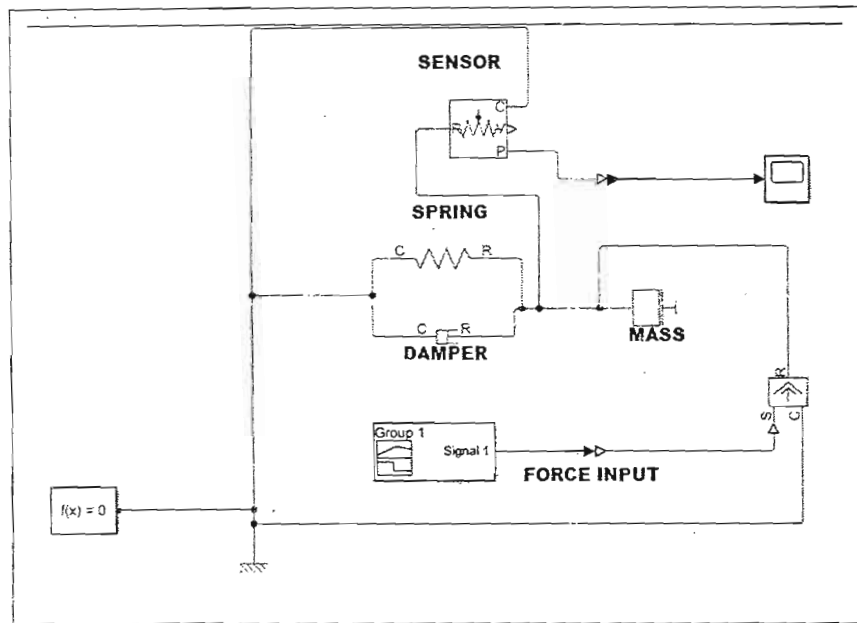 SENSOR
C
R
P
SPRING
C R
C R
DAMPER
MASS
R
S C
Group 1
Signal 1
FORCE INPUT
f(x) = 0